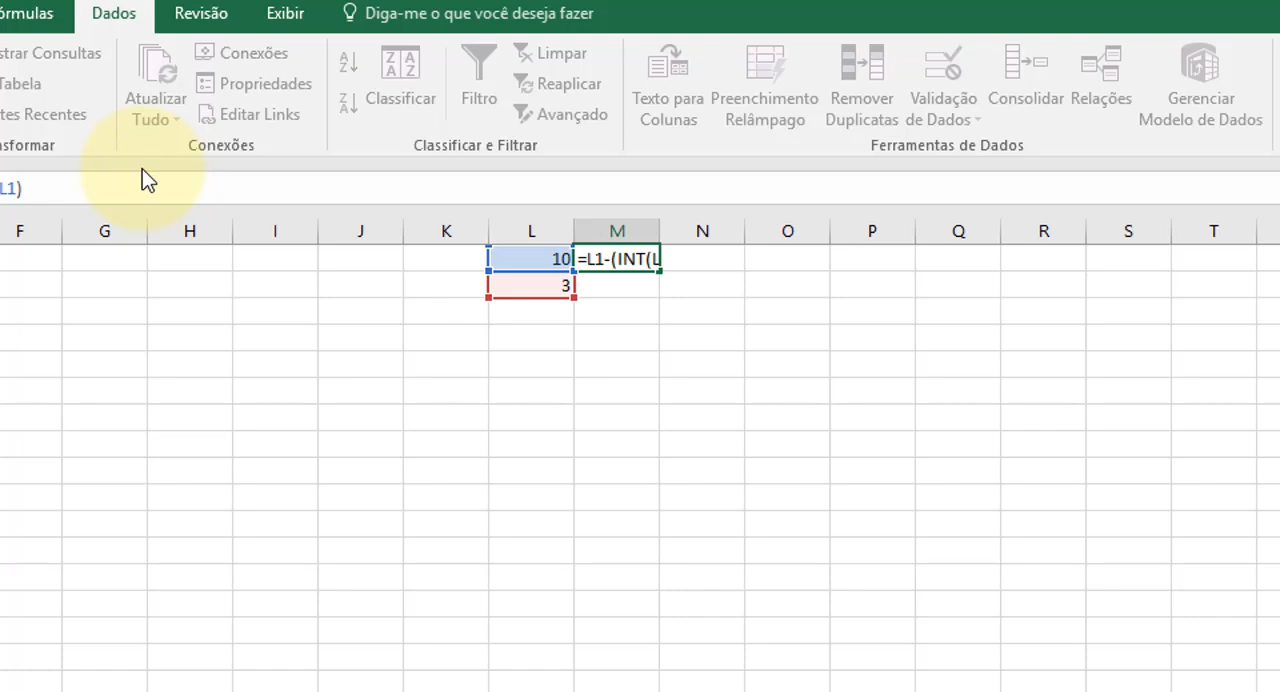 órmulas Dados Revisão Exibir Diga-me o que você deseja fazer
strar Consultas
Tabela
tes Recentes
nsformar
Atualizar
Tudo
Conexões
Propriedades
Editar Links
Conexões
Classificar
Filtro
Limpar
Reaplicar
Avançado
Classificar e Filtrar
Texto para
Colunas
Preenchimento
Relâmpago
Remover
Duplicatas
Validação
de Dados
Consolidar
Relações
Gerenciar
Modelo de Dados
Ferramentas de Dados
L1)
F G H I J K L M N O P Q R S T
10 =L1-(INT(L
3